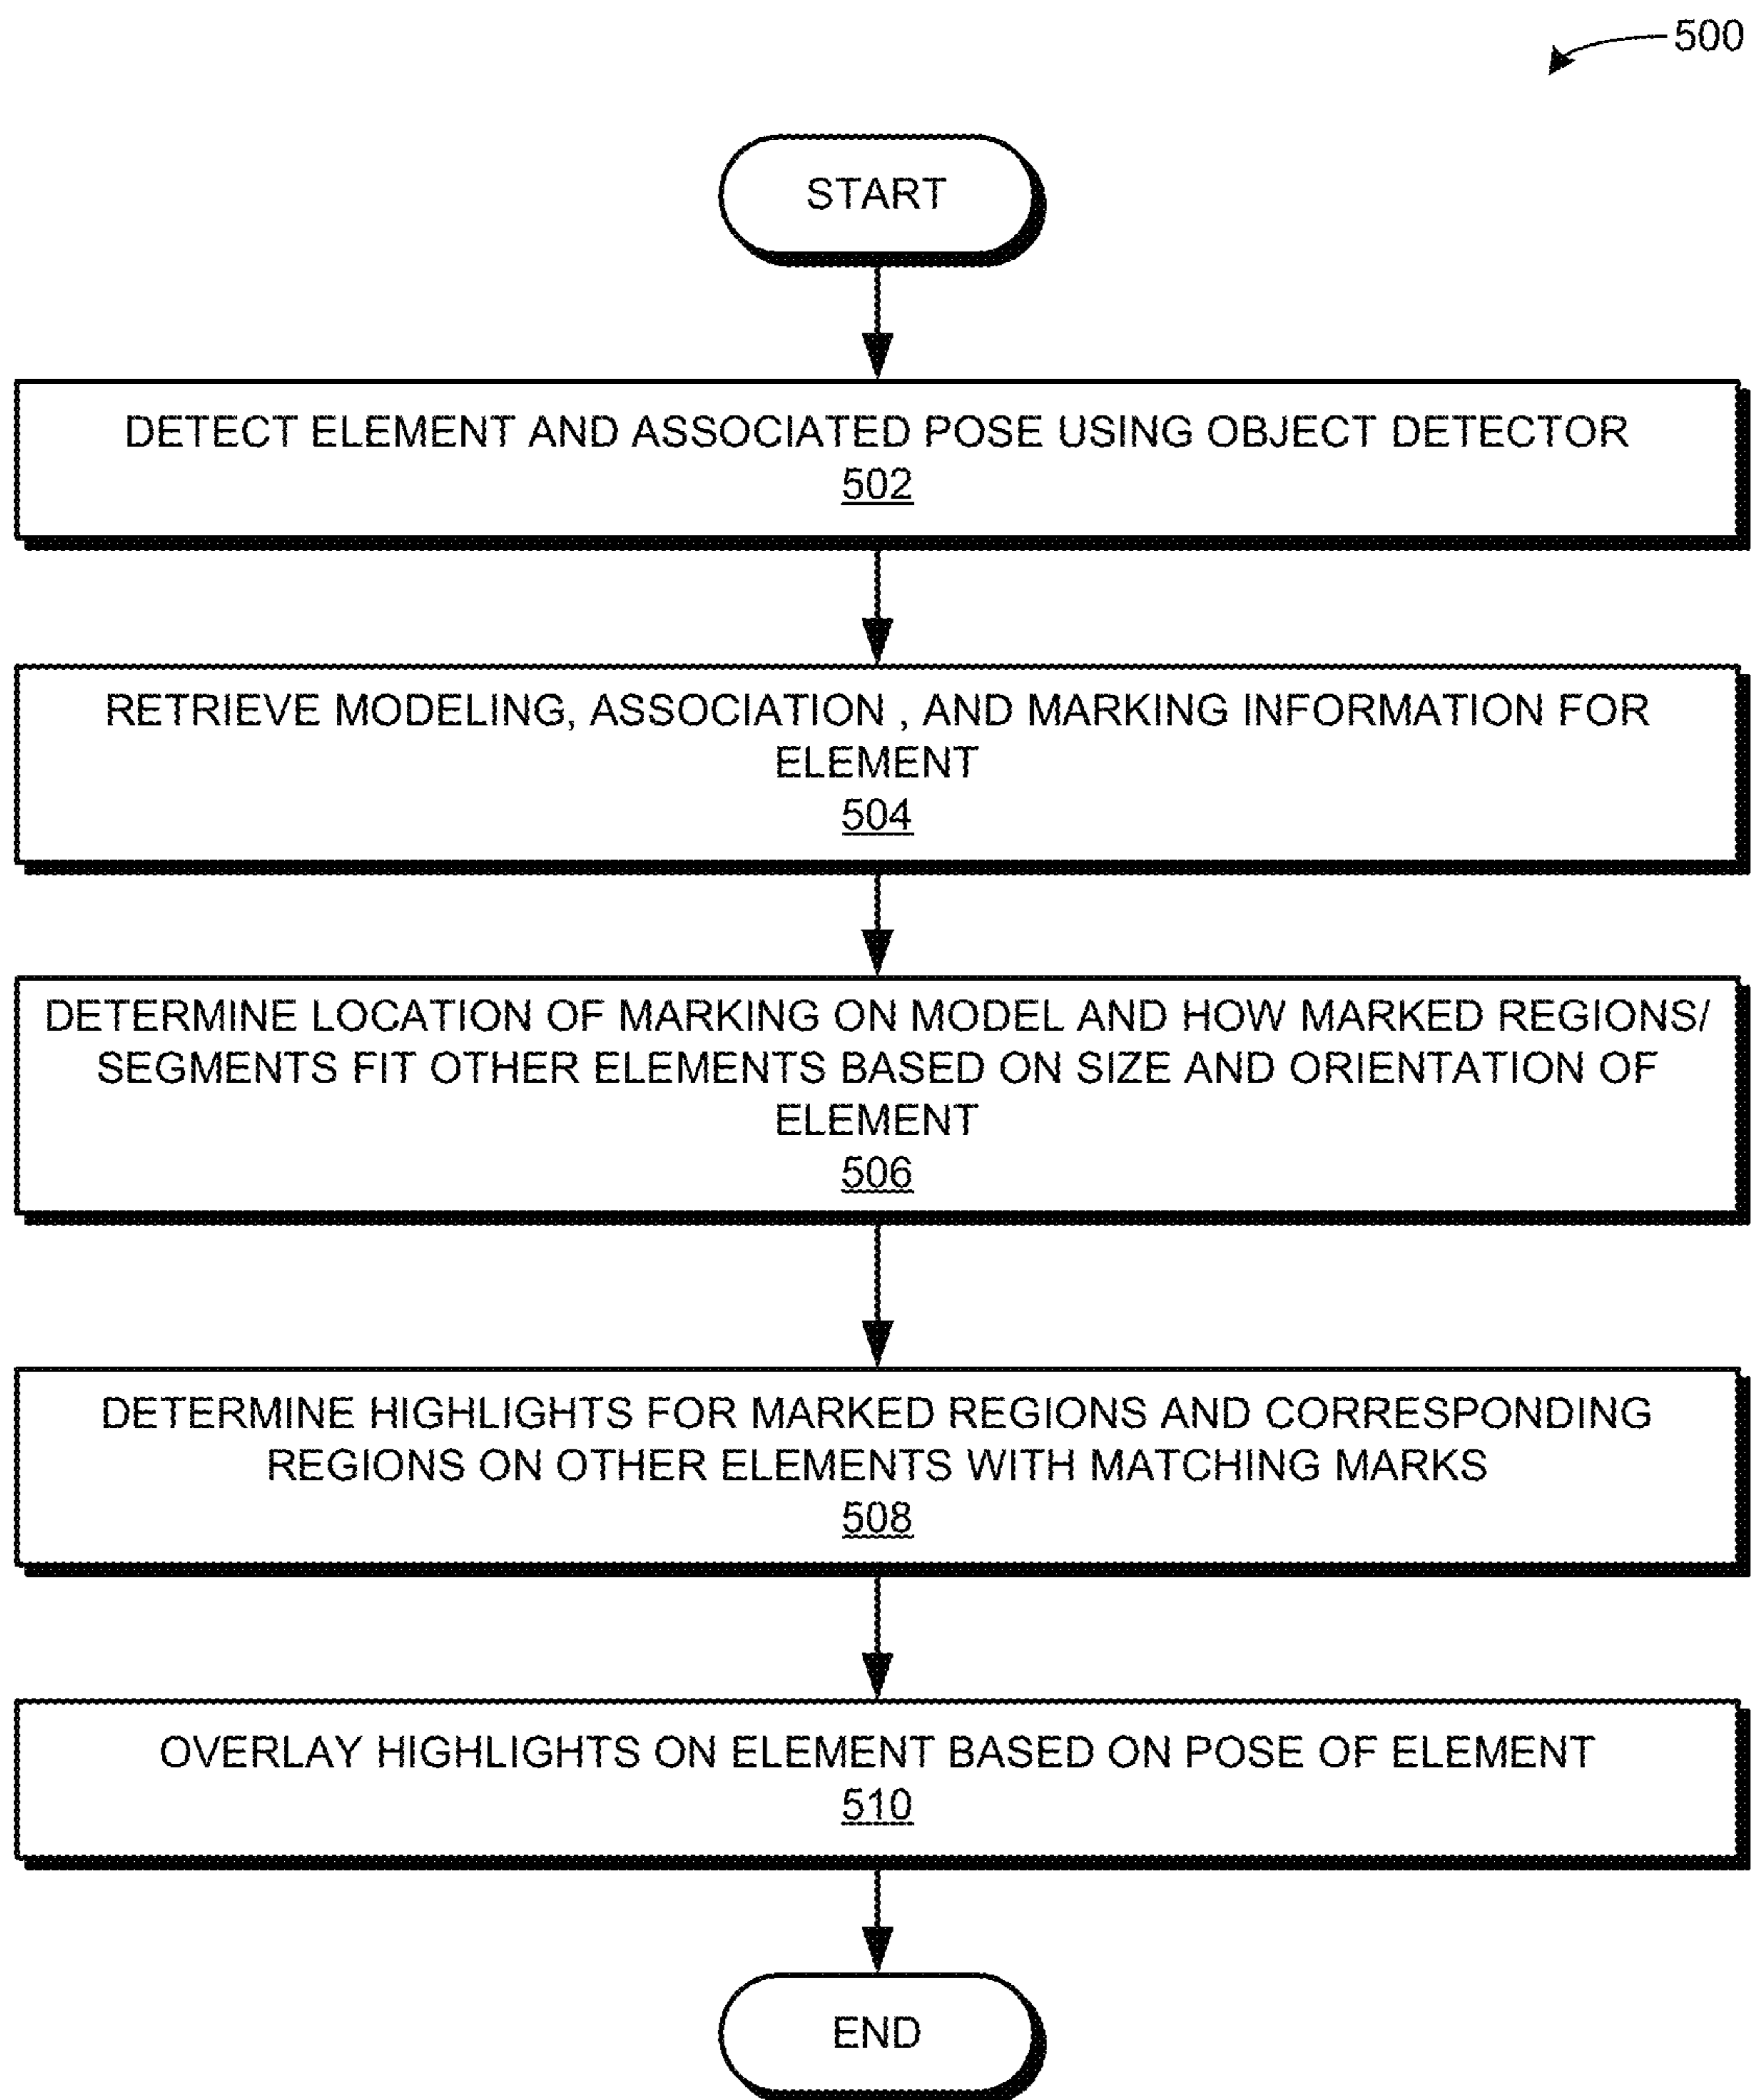 500
START
DETECT ELEMENT AND ASSOCIATED POSE USING OBJECT DETECTOR
502
RETRIEVE MODELING, ASSOCIATION , AND MARKING INFORMATION FOR
ELEMENT
504
DETERMINE LOCATION OF MARKING ON MODEL AND HOW MARKED REGIONS/
SEGMENTS FIT OTHER ELEMENTS BASED ON SIZE AND ORIENTATION OF
ELEMENT
506
DETERMINE HIGHLIGHTS FOR MARKED REGIONS AND CORRESPONDING
REGIONS ON OTHER ELEMENTS WITH MATCHING MARKS
508
OVERLAY HIGHLIGHTS ON ELEMENT BASED ON POSE OF ELEMENT
510
END